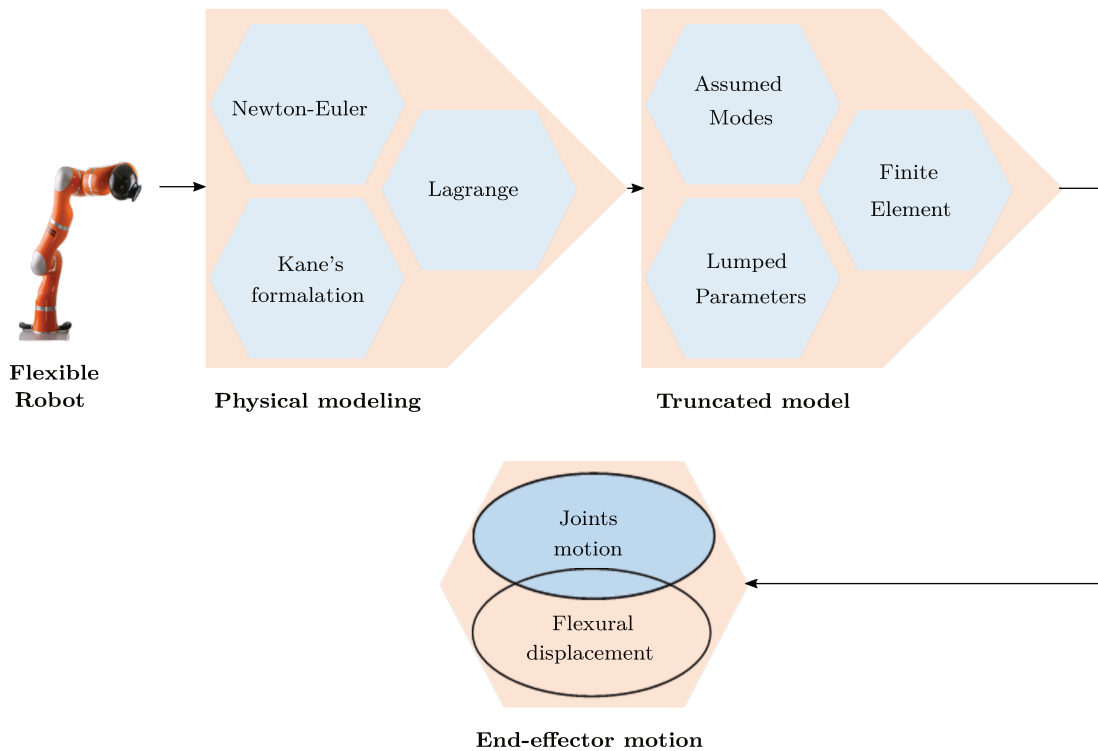 Newton-Euler
Lagrange
Kane's
formalation
Assumed
Modes
Finite
Element
Lumped
Parameters
Flexible
Robot
Physical modeling
Truncated model
Joints
motion
Flexural
displacement
End-effector motion